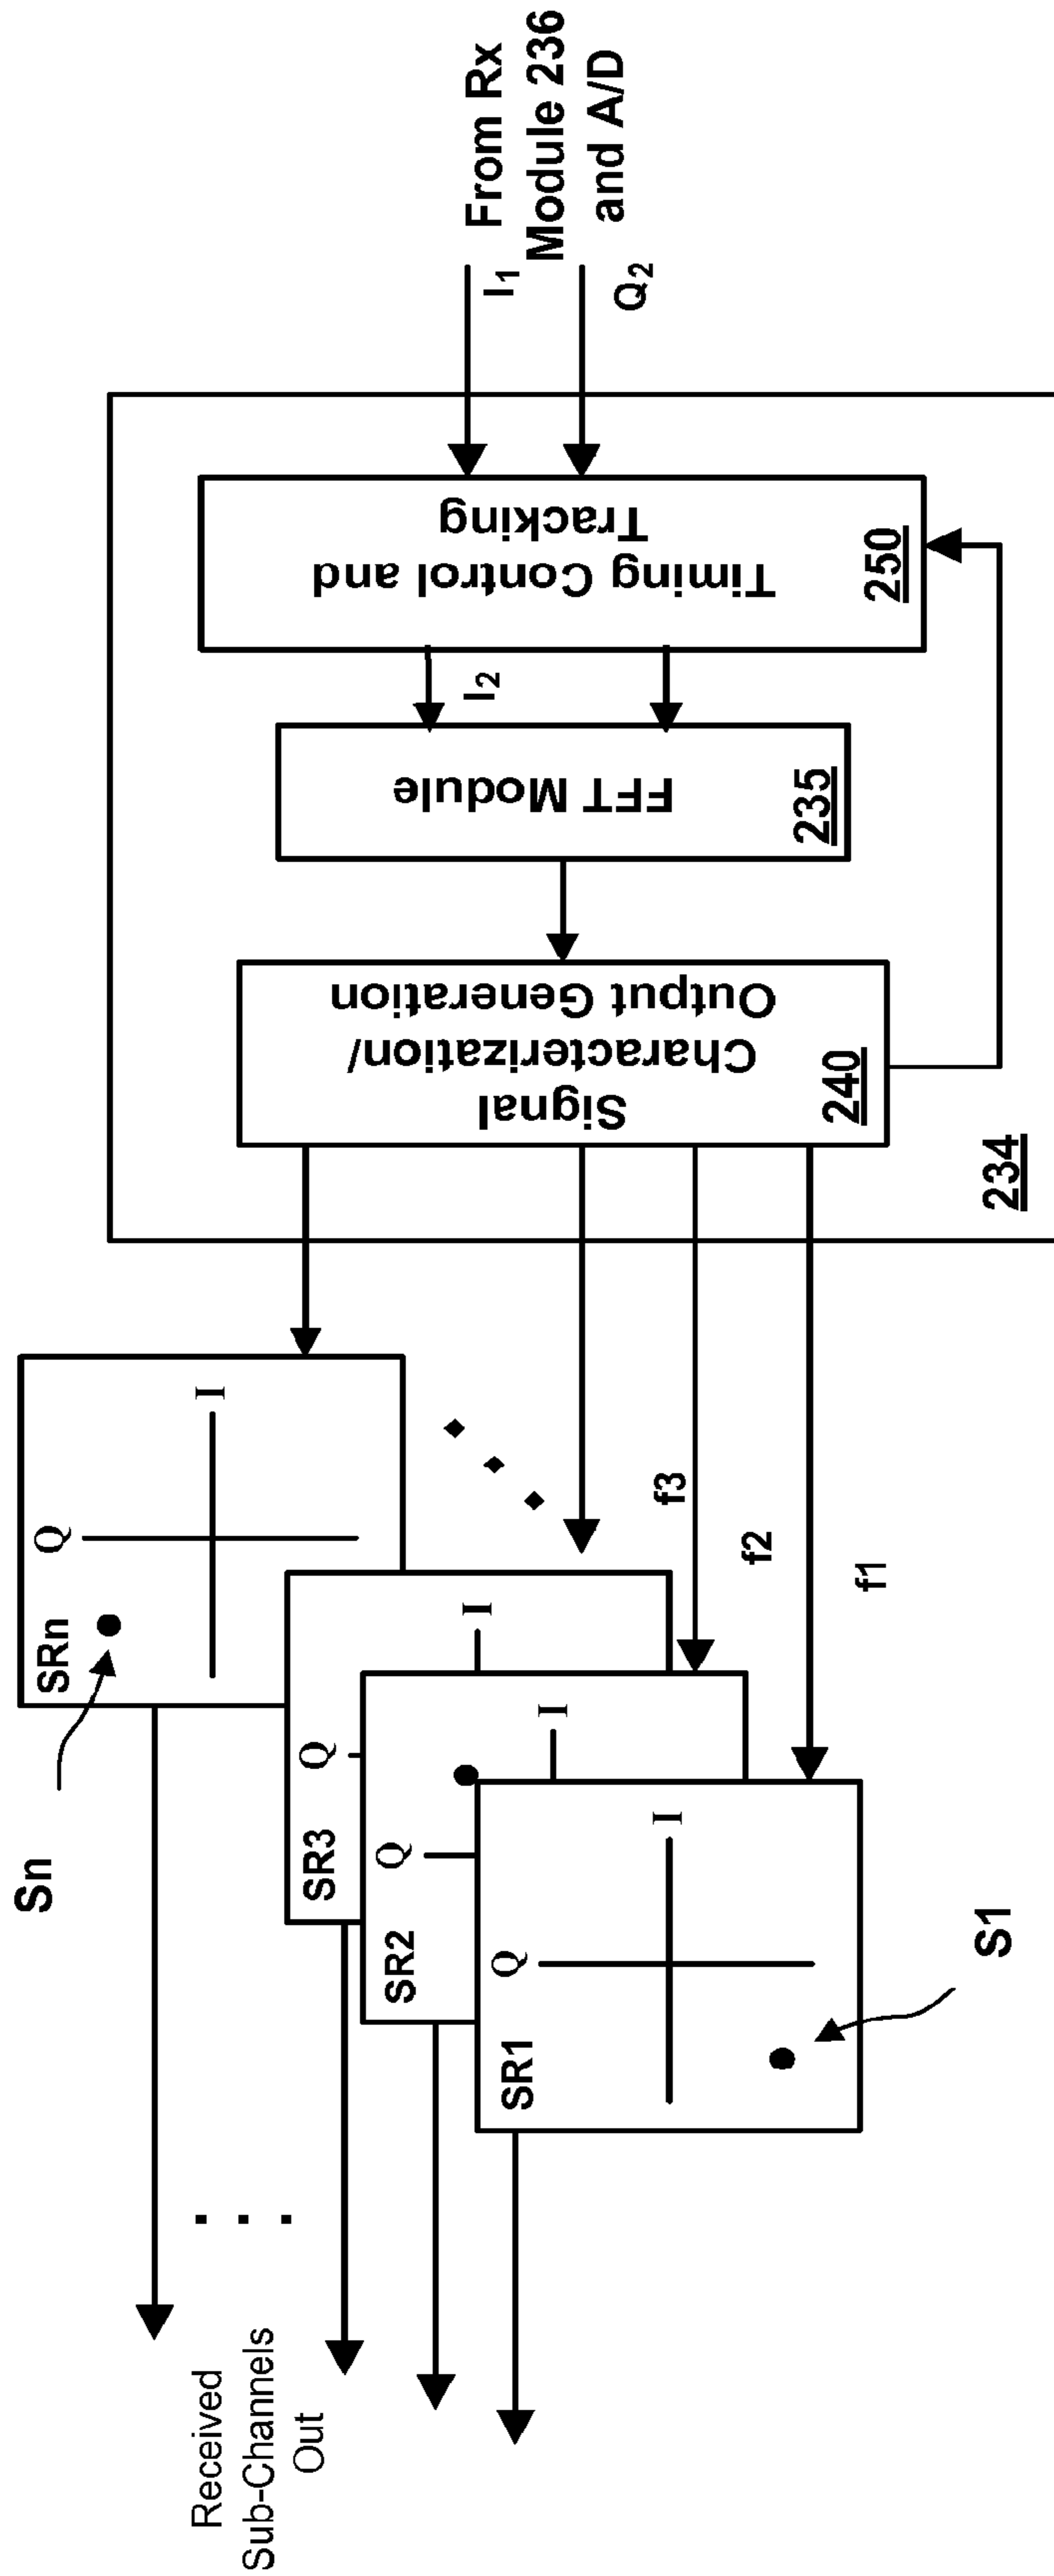 Sn
SRn
Q
I
SR3
Q
I
SR2
Q
I
SR1
Q
I
S1
Received
Sub-Channels
Out
. . .
f3
f2
f1
Signal
Characterization/
Output Generation
240
FFT Module
235
I2
Timing Control and
Tracking
250
234
I1
Q2
From Rx
Module 236
and A/D